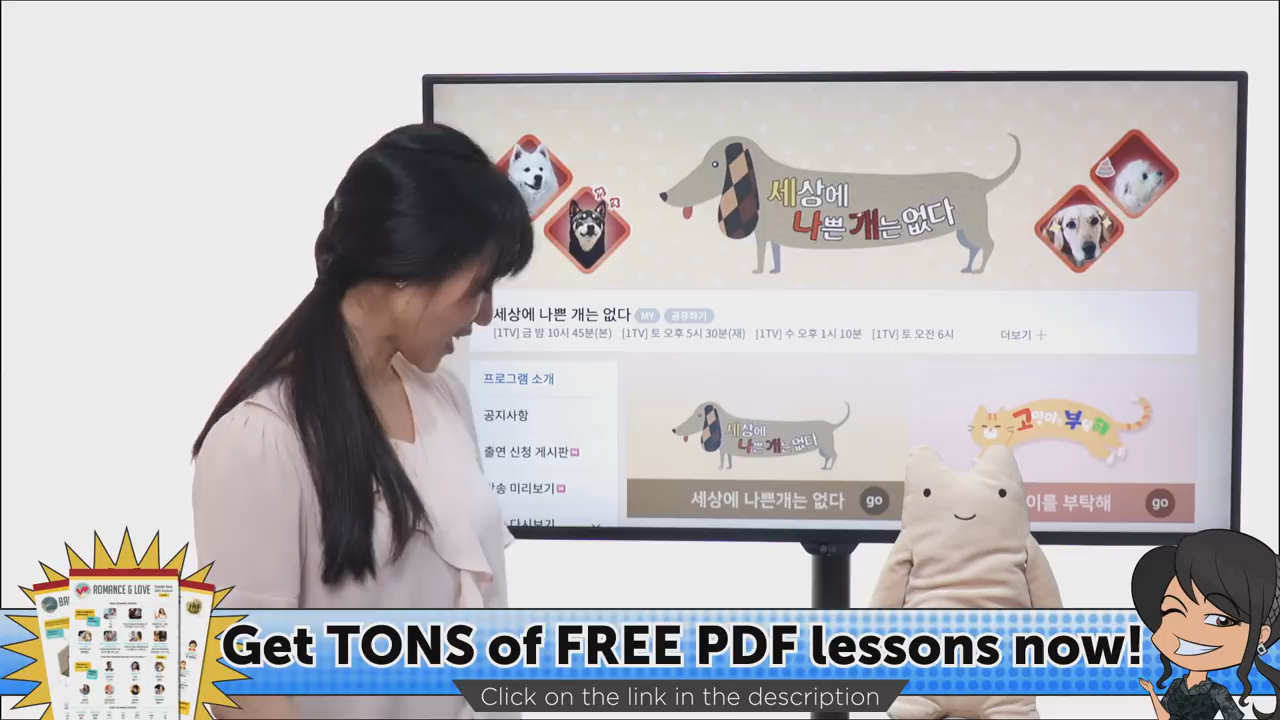 세상에
나쁜 개는 없다
세상에 나쁜 개는 없다 MY 공유하기
[1TV] 금 밤 10시 45분(본) [1TV] 토 오후 5시 30분(재) [1TV] 수 오후 1시 10분 [1TV] 토 오전 6시 더보기 +
프로그램 소개
공지사항
출연 신청 게시판 N
송 미리보기 N
다시보기
세상에
나쁜 개는 없다
고양이를 부탁해
세상에 나쁜개는 없다 go
이를 부탁해 go
LG
ROMANCE & LOVE
Get TONS of FREE PDF lessons now!
Click on the link in the description